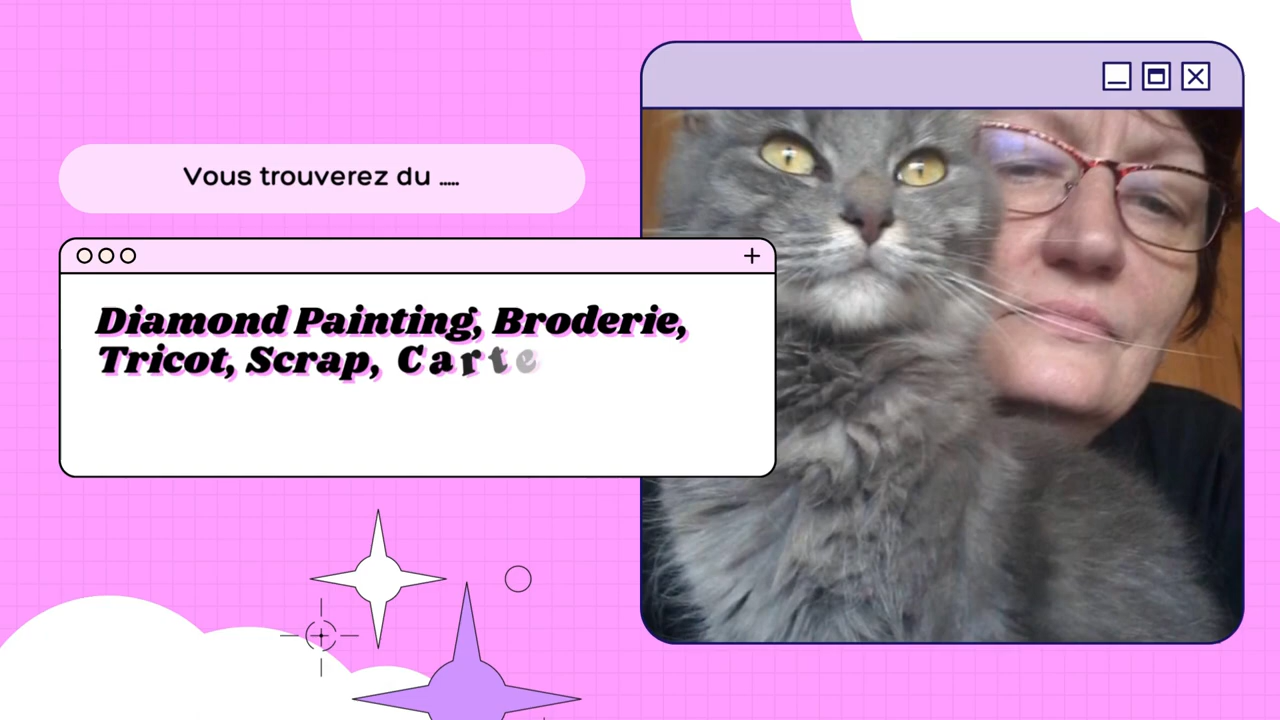 Vous trouverez du .....
Diamond Painting, Broderie,
Tricot, Scrap, Carte